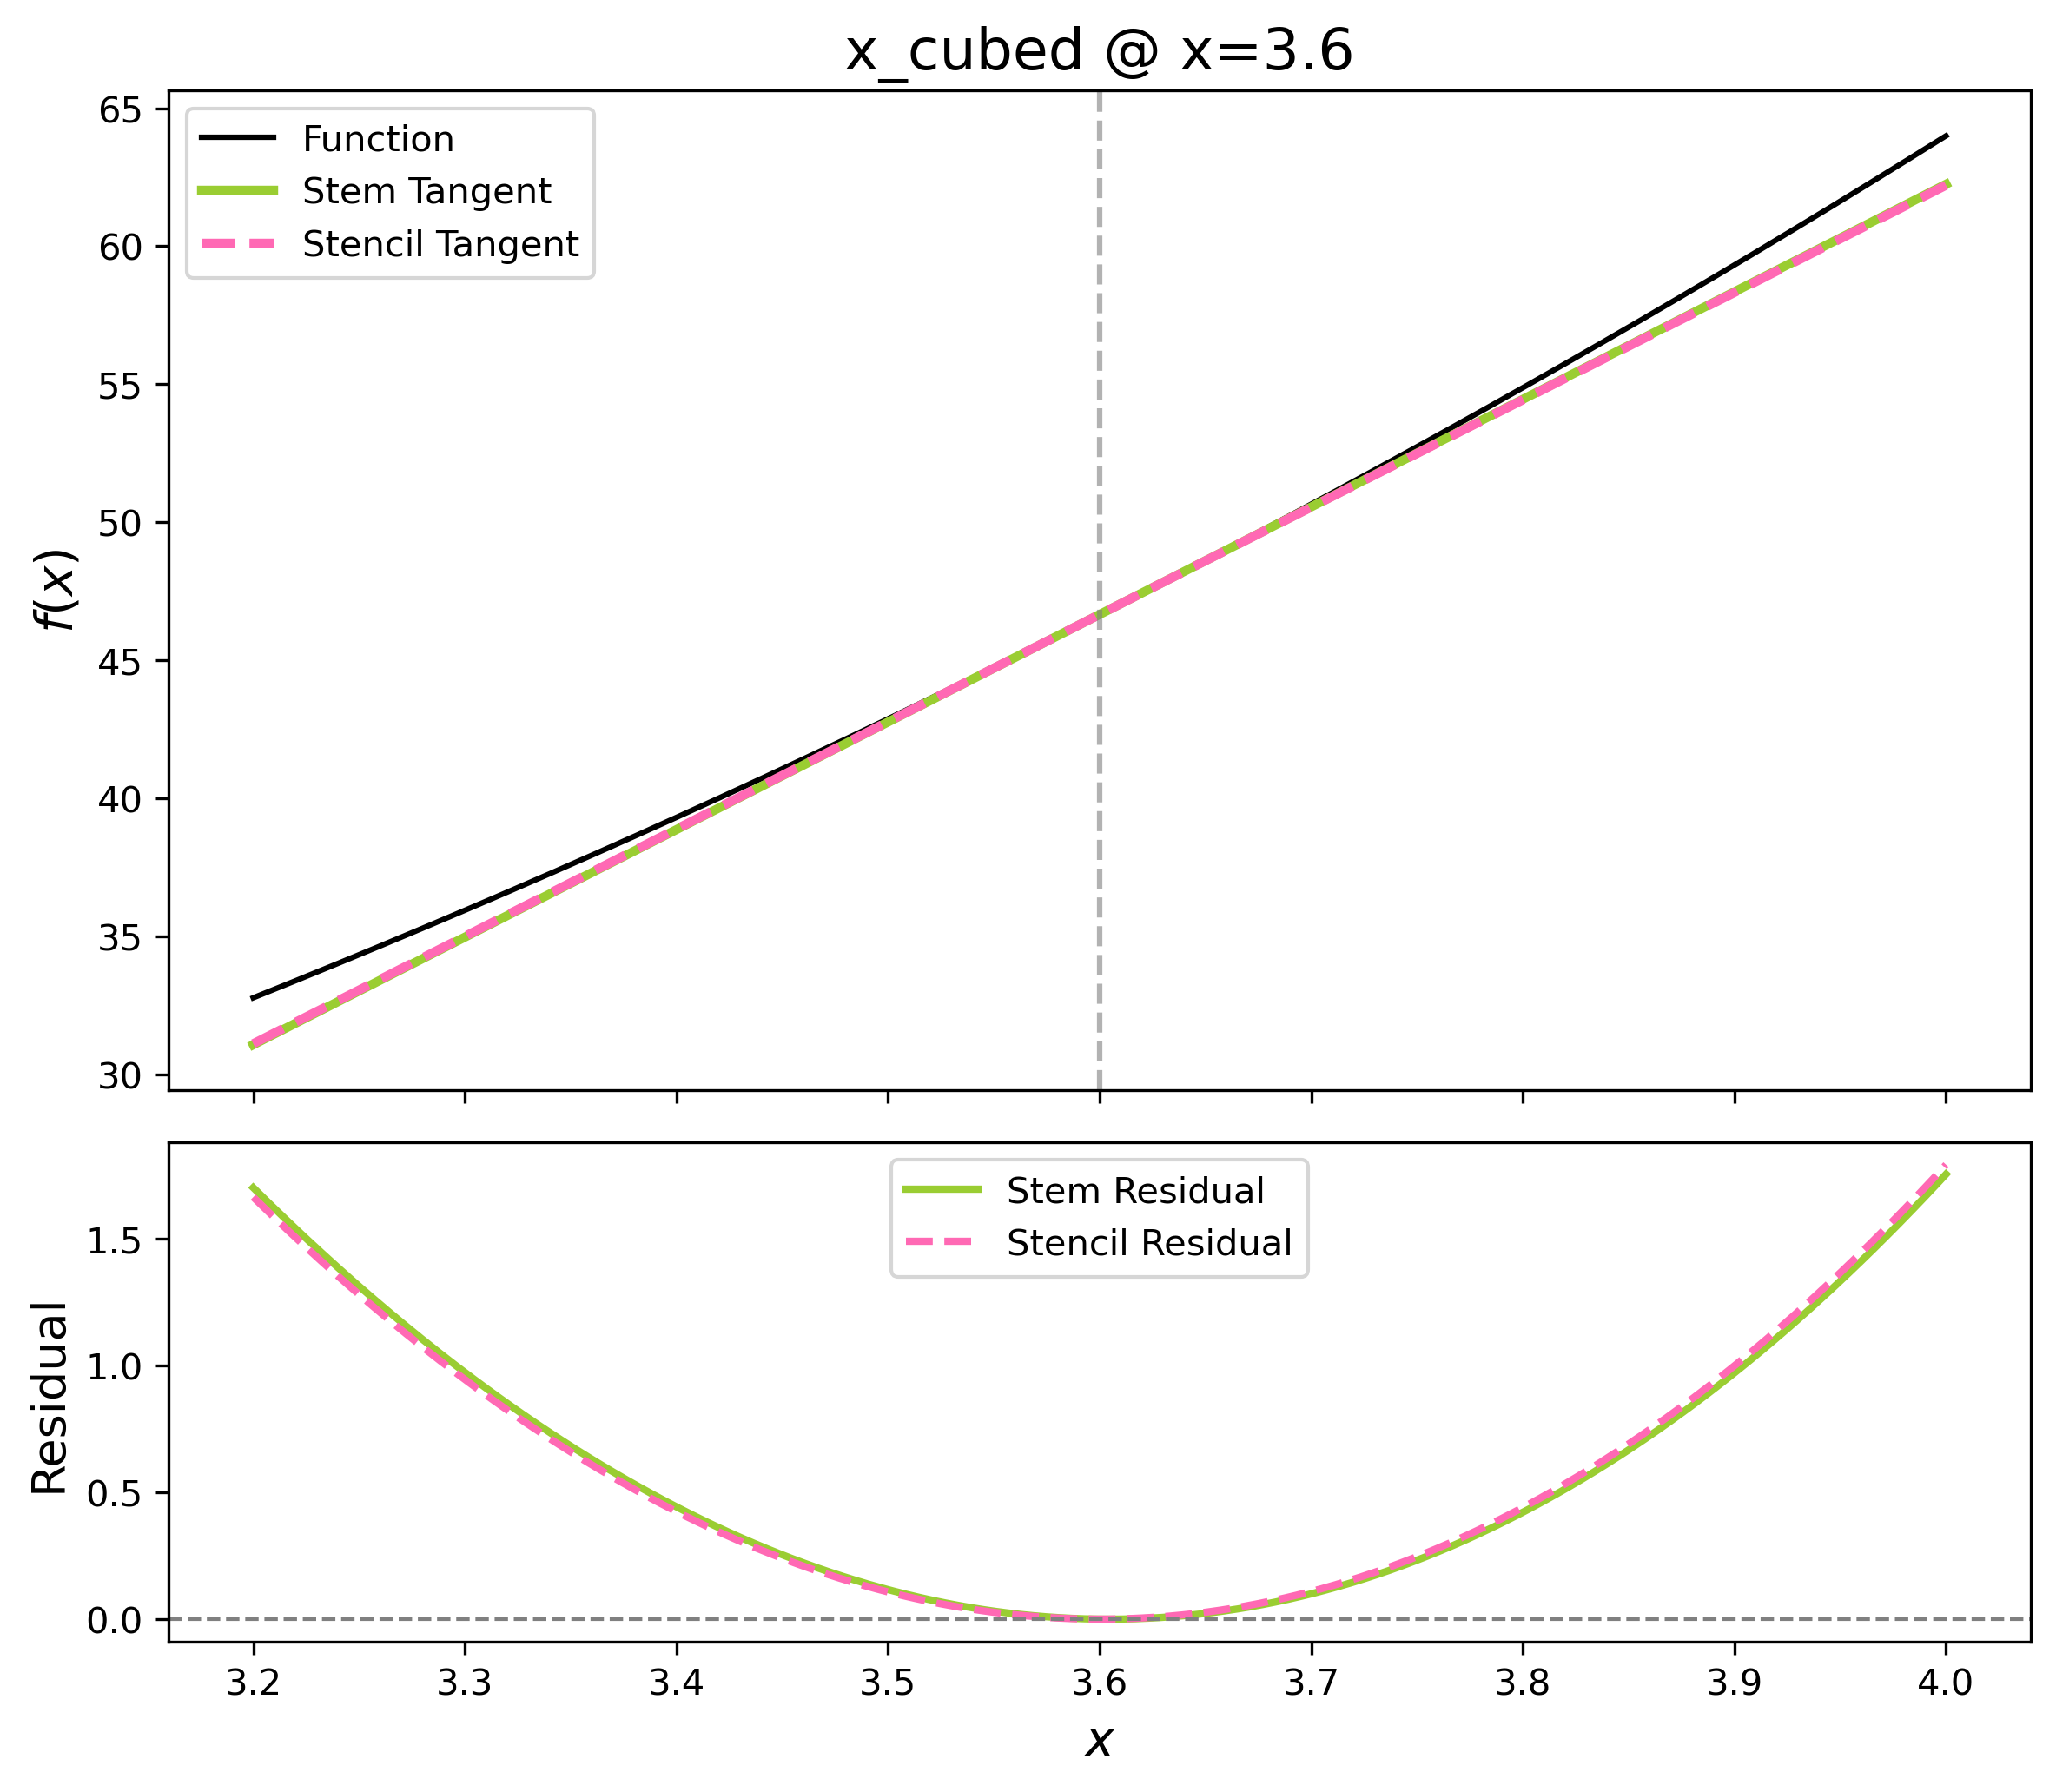 x_cubed @ x=3.6
65
60
55
50
45
40
35
30
f(x)
Function
Stem Tangent
Stencil Tangent
1.5
1.0
0.5
0.0
Residual
Stem Residual
Stencil Residual
3.2 3.3 3.4 3.5 3.6 3.7 3.8 3.9 4.0
x